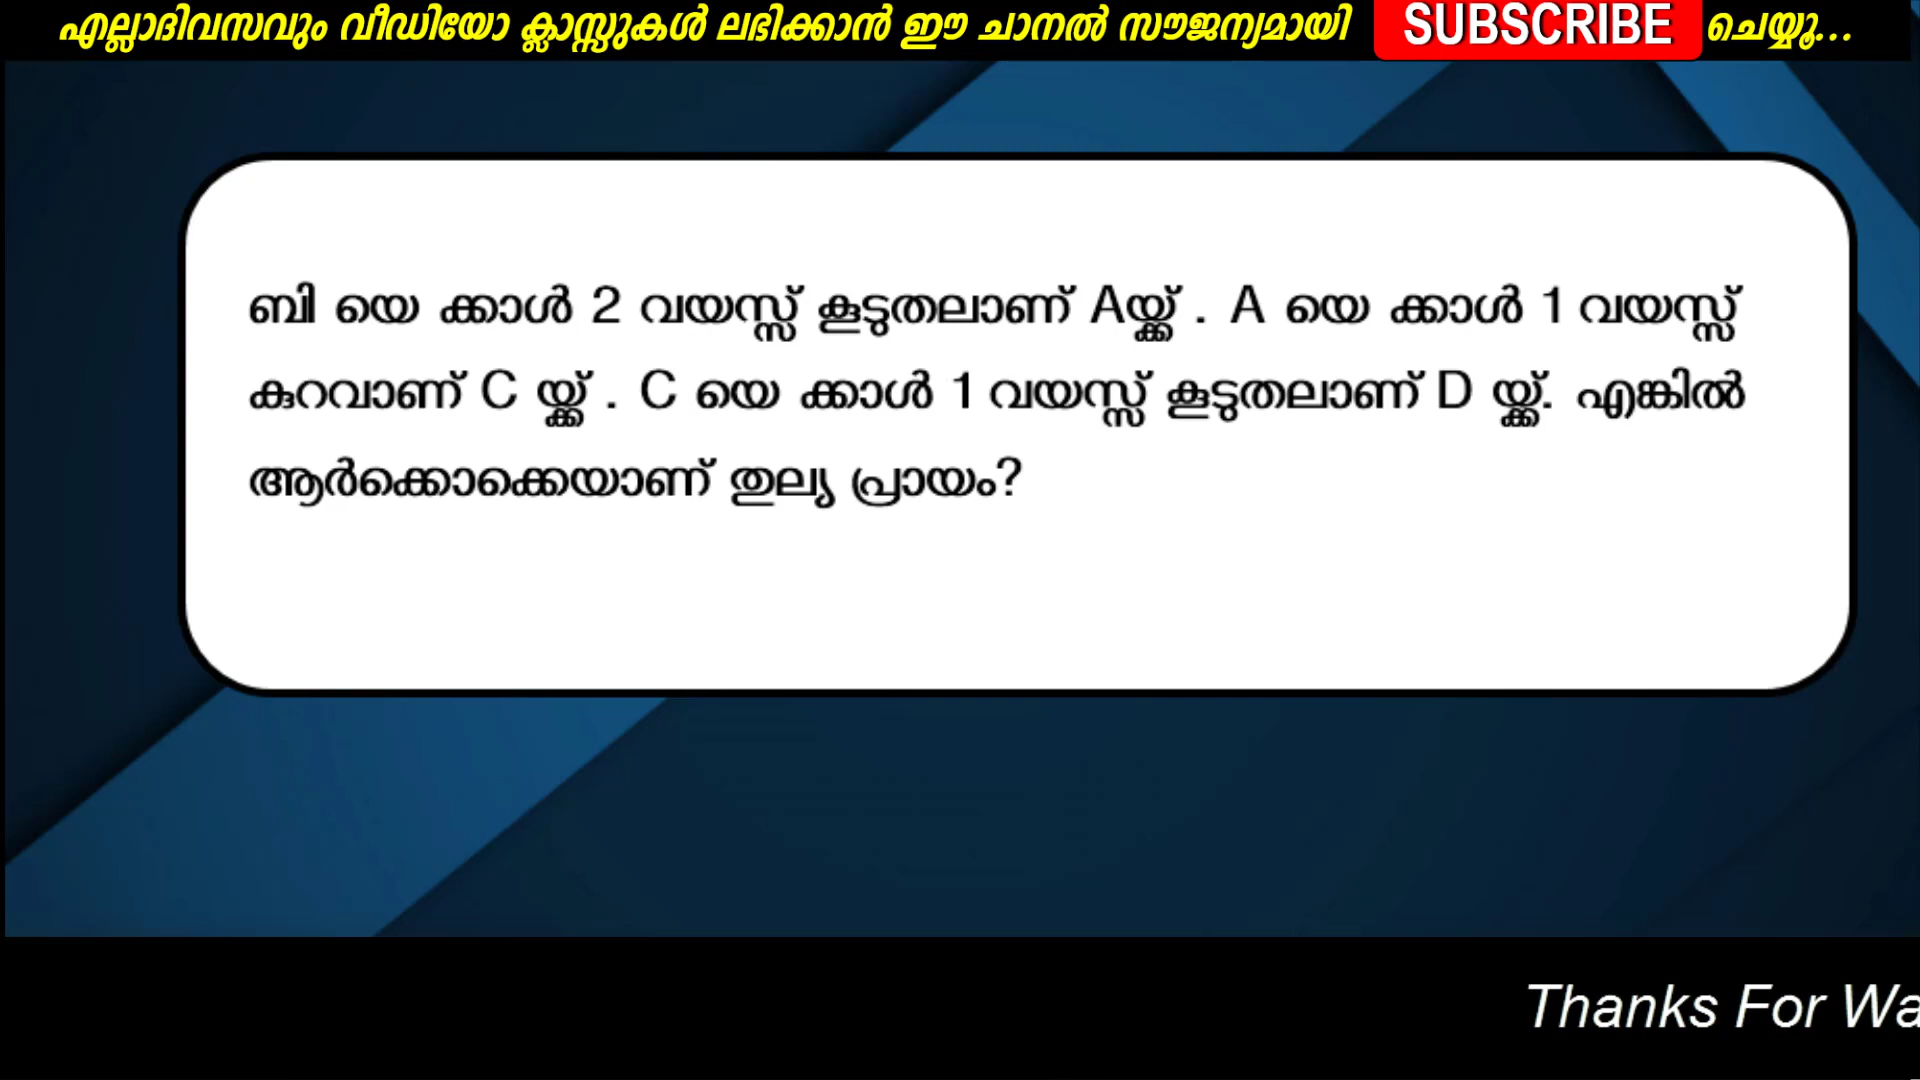 എല്ലാദിവസവും വീഡിയോ ക്ലാസ്സുകൾ ലഭിക്കാൻ ഈ ചാനൽ സൗജന്യമായി SUBSCRIBE ചെയ്യൂ...
ബി യെ ക്കാൾ 2 വയസ്സ് കൂടുതലാണ് Aയ്ക്ക് . A യെ ക്കാൾ 1 വയസ്സ്
കുറവാണ് C യ്ക്ക് . C യെ ക്കാൾ 1 വയസ്സ് കൂടുതലാണ് D യ്ക്ക്. എങ്കിൽ
ആർക്കൊക്കെയാണ് തുല്യ പ്രായം?
Thanks For Wa